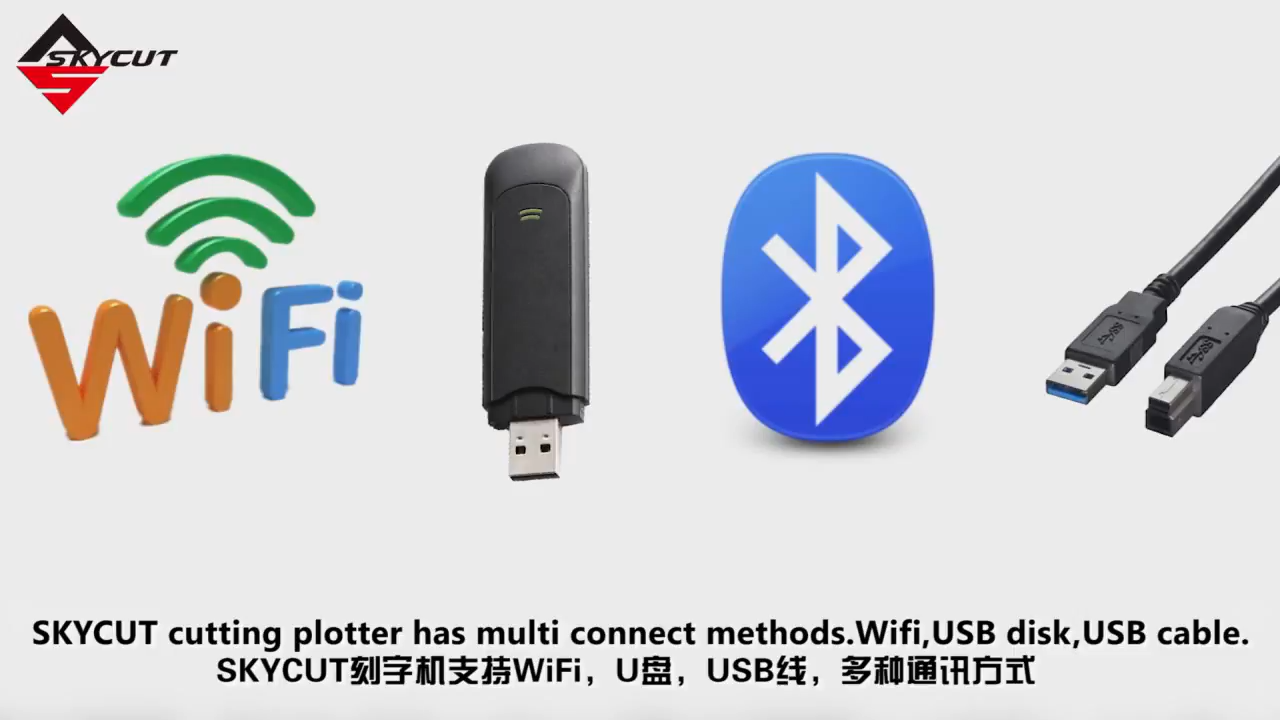 SKYCUT
WiFi
SKYCUT cutting plotter has multi connect methods.Wifi,USB disk,USB cable.
SKYCUT刻字机支持WiFi，U盘，USB线，多种通讯方式